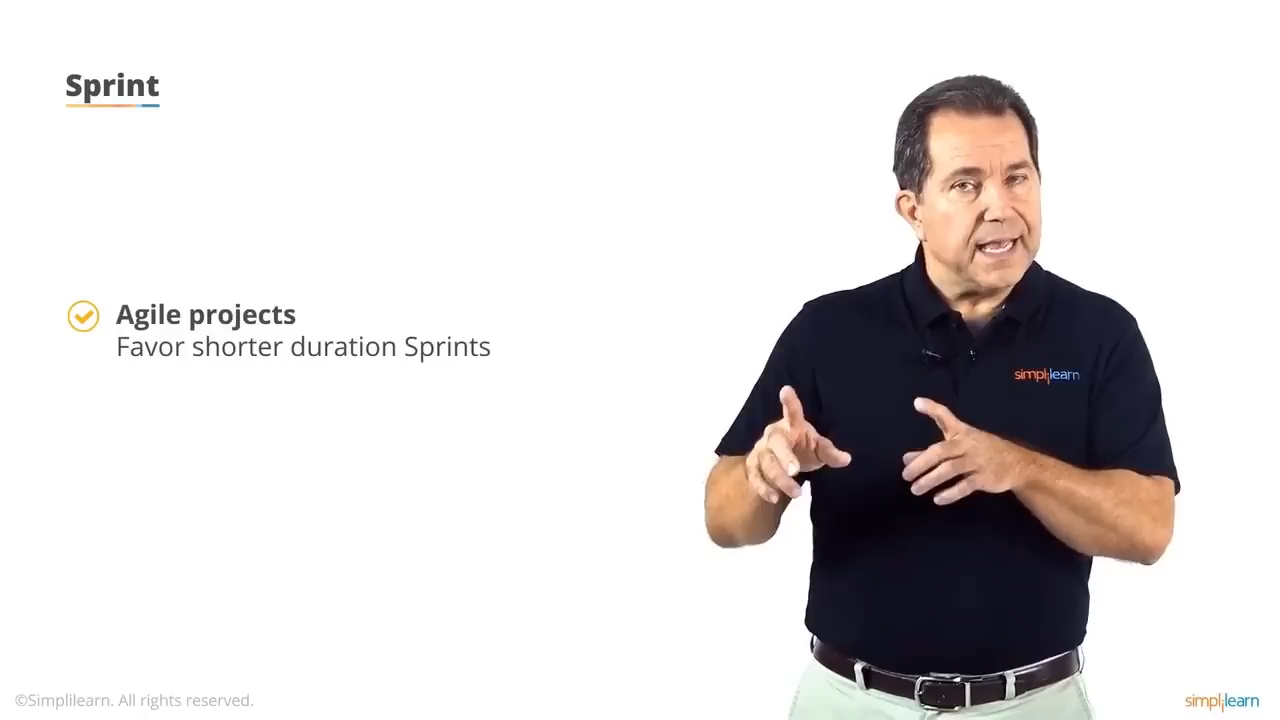 Sprint
Agile projects
Favor shorter duration Sprints
simplilearn
©Simplilearn. All rights reserved.
simplilearn